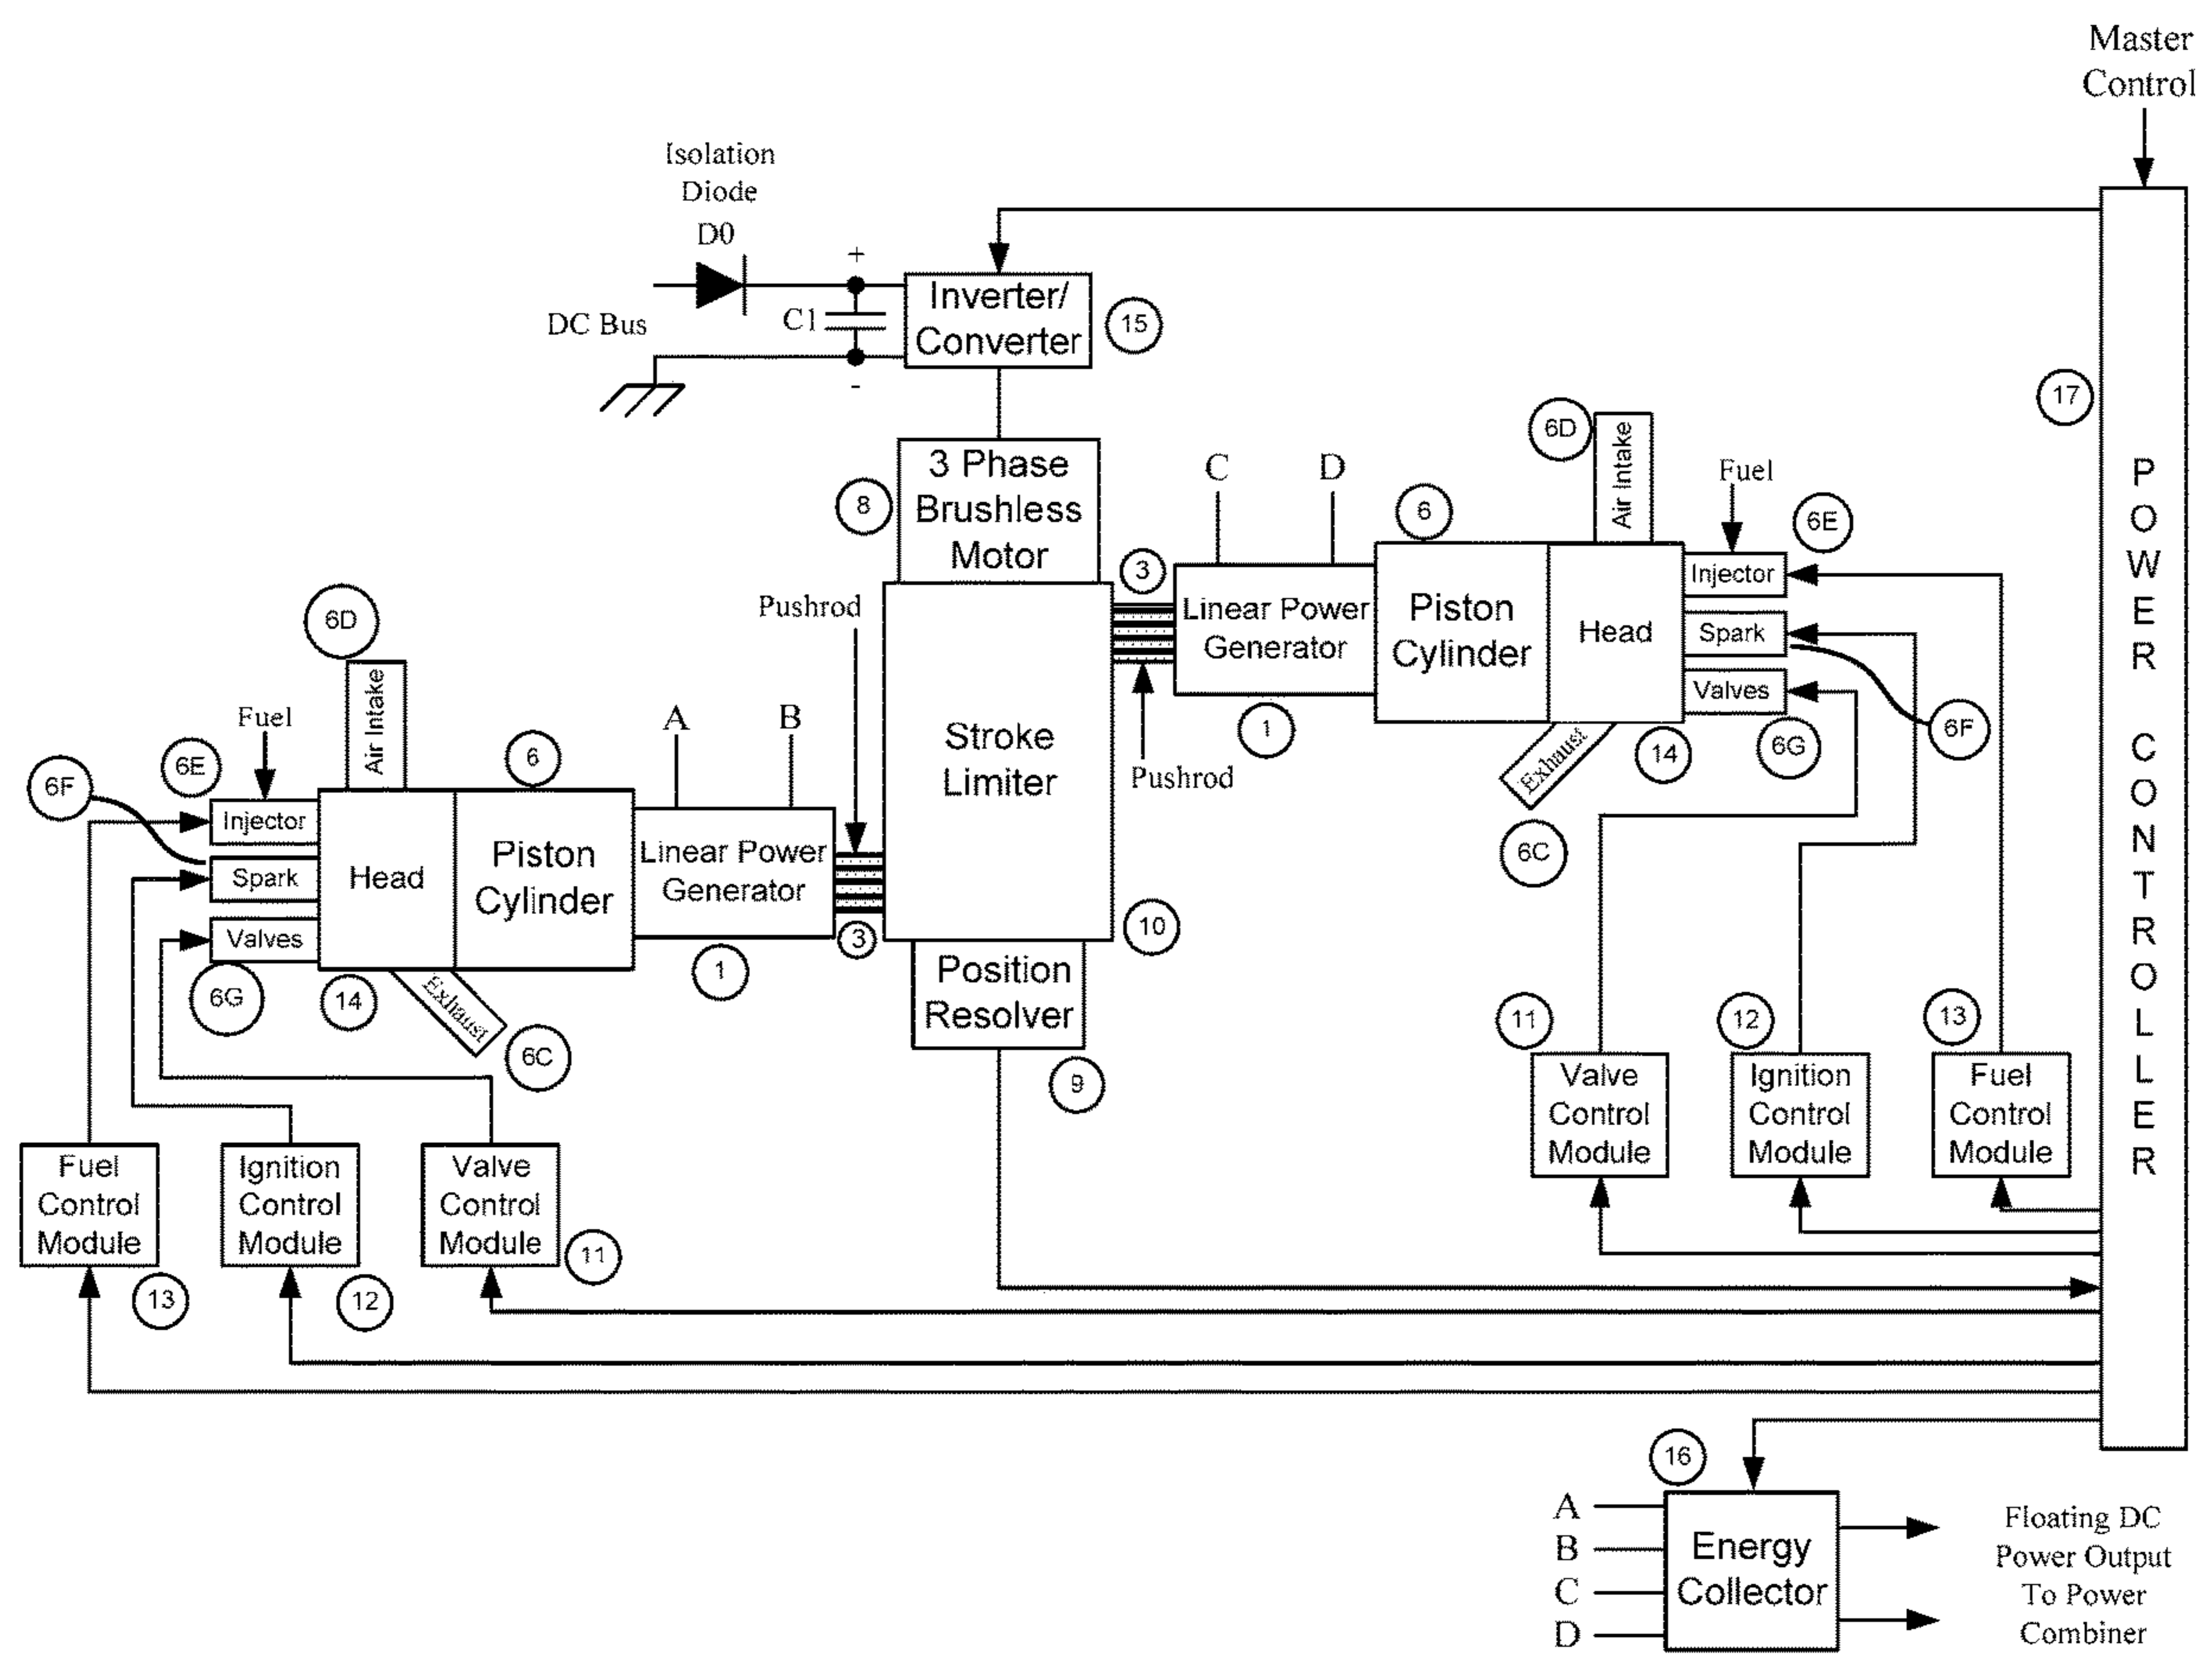 Master
Control
Isolation
Diode
D0
+
C1
DC Bus
-
Inverter/
Converter
15
17
POWER CONTROLLER
3 Phase
Brushless
Motor
8
C
D
6
6D
Air Intake
Fuel
6E
3
Linear Power
Generator
1
Piston
Cylinder
Head
Injector
Spark
Valves
6F
6G
14
Exhaust
6C
Pushrod
Pushrod
Stroke
Limiter
10
6D
Air Intake
Fuel
6E
6F
Injector
Spark
Valves
6G
14
Head
6
Piston
Cylinder
A
B
Linear Power
Generator
1
3
Exhaust
6C
Position
Resolver
9
11
Valve
Control
Module
12
Ignition
Control
Module
13
Fuel
Control
Module
Fuel
Control
Module
13
Ignition
Control
Module
12
Valve
Control
Module
11
16
A
B
C
D
Energy
Collector
Floating DC
Power Output
To Power
Combiner